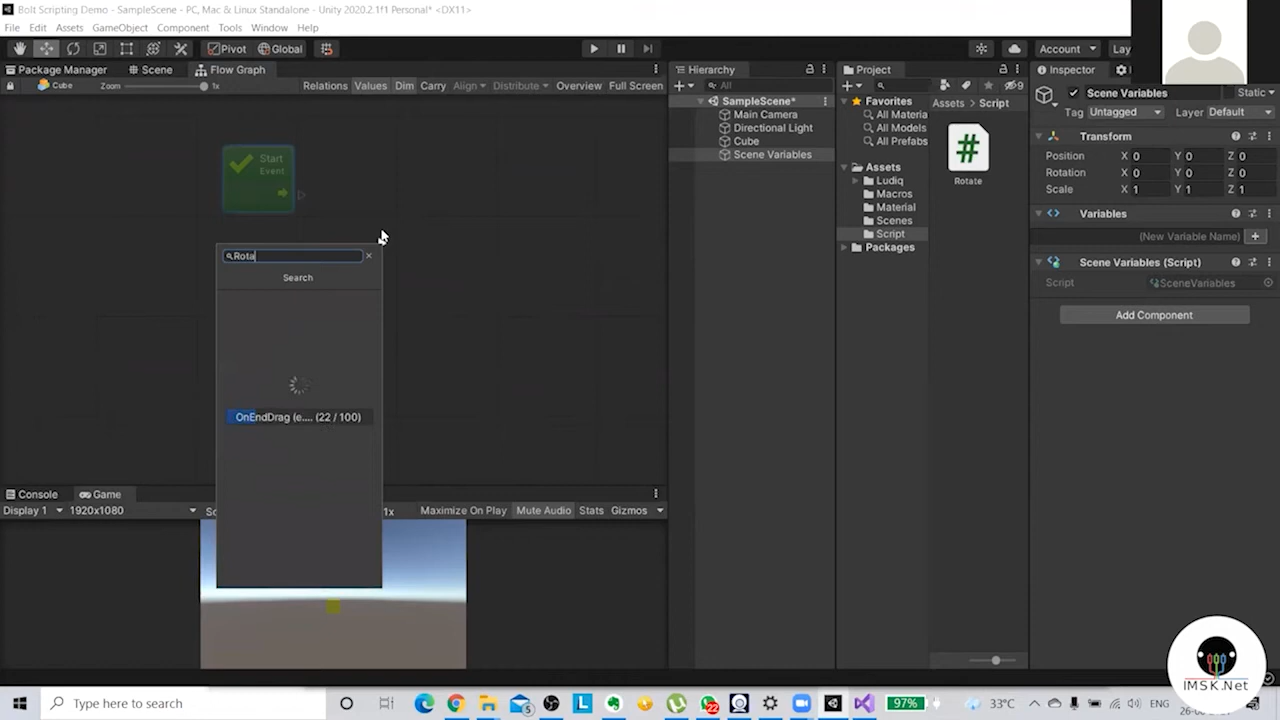 Bolt Scripting Demo - SampleScene - PC, Mac & Linux Standalone - Unity 2020.2.1f1 Personal* <DX11>
File Edit Assets GameObject Component Tools Window Help
Pivot Global Account Lay
Package Manager Scene Flow Graph
Cube Zoom 1x Relations Values Dim Carry Align Distribute Overview Full Screen
Start
Event
Rota
Search
OnEndDrag (e.... (22 / 100)
Console Game
Display 1 1920x1080 Sc 1x Maximize On Play Mute Audio Stats Gizmos
Hierarchy
All
SampleScene*
Main Camera
Directional Light
Cube
Scene Variables
Project
9
Favorites
All Materia
All Models
All Prefabs
Assets
Ludiq
Macros
Material
Scenes
Script
Packages
Assets > Script
#
Rotate
Inspector
Scene Variables Static
Tag Untagged Layer Default
Transform
Position X 0 Y 0 Z 0
Rotation X 0 Y 0 Z 0
Scale X 1 Y 1 Z 1
Variables
(New Variable Name)
Scene Variables (Script)
Script SceneVariables
Add Component
IMSK.Net
Type here to search
5
L
22
97%
33°C
ENG